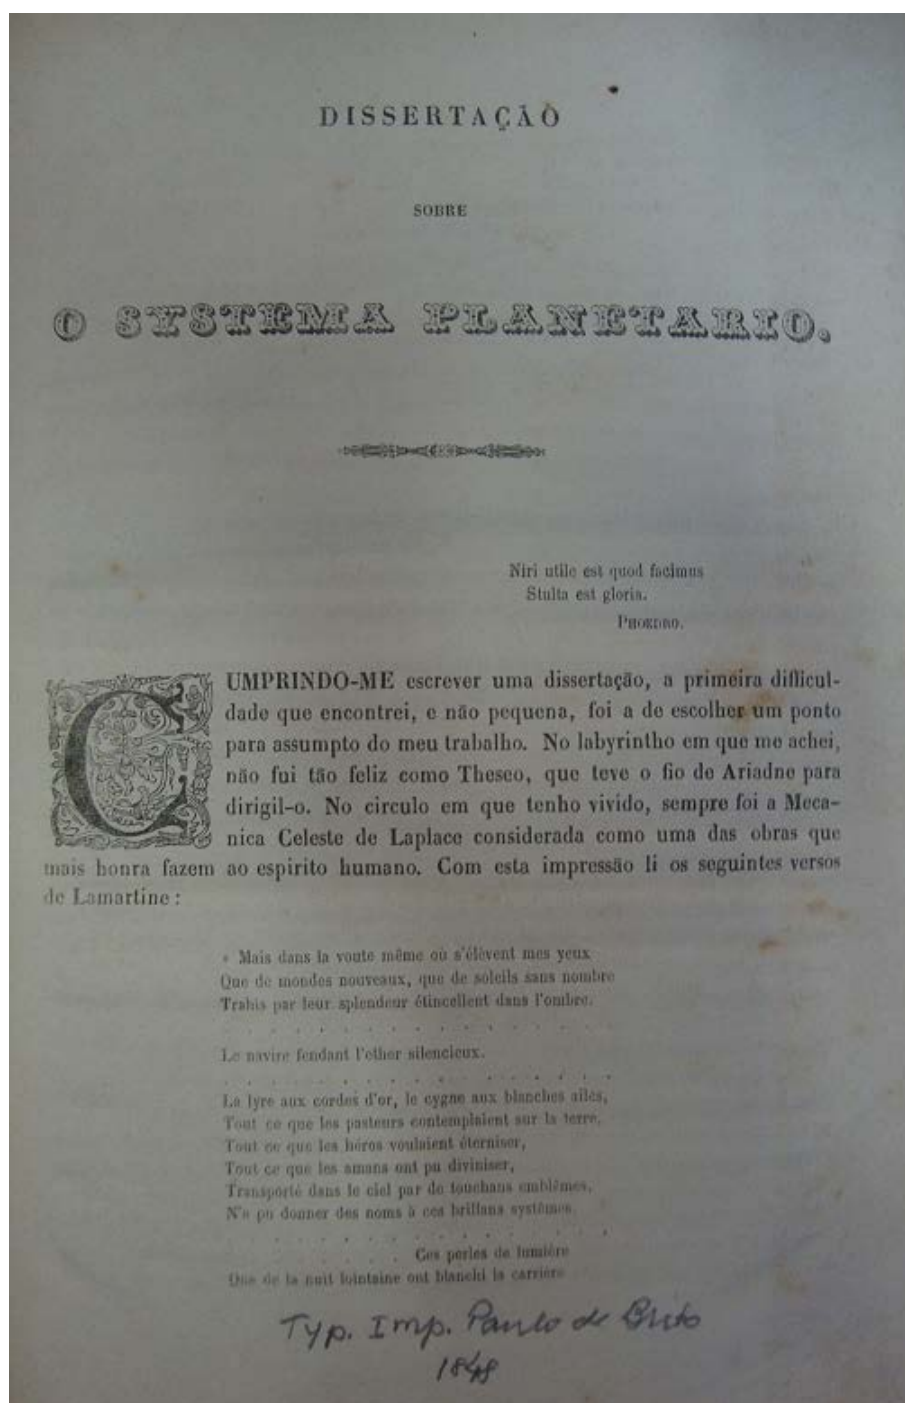 DISSERTAÇÃO
SOBRE
O SYSTEMA PLANETARIO.
Niri utile est quod facimus
Stulta est gloria.
PHOEDRO.
CUMPRINDO-ME escrever uma dissertação, a primeira difficul-
dade que encontrei, e não pequena, foi a de escolher um ponto
para assumpto do meu trabalho. No labyrintho em que me achei,
não fui tão feliz como Theseo, que teve o fio de Ariadne para
dirigil-o. No circulo em que tenho vivido, sempre foi a Meca-
nica Celeste de Laplace considerada como uma das obras que
mais honra fazem ao espirito humano. Com esta impressão li os seguintes versos
de Lamartine :
« Mais dans la voute même où s'élèvent mes yeux
Que de mondes nouveaux, que de soleils sans nombre
Trahis par leur splendeur étincellent dans l'ombre.
. . . . . . . . . . . . . . . .
Le navire fendant l'ether silencieux.
. . . . . . . . . . . . . . . .
La lyre aux cordes d'or, le cygne aux blanches ailes,
Tout ce que les pasteurs contemplaient sur la terre,
Tout ce que les héros voulaient éterniser,
Tout ce que les amans ont pu diviniser,
Transporté dans le ciel par de touchans emblêmes,
N'a pu donner des noms à ces brillans systêmes.
. . . . . . . . . . . . . . . .
. . . . . . . Ces perles de lumière
Que de la nuit lointaine ont blanchi la carrière
Typ. Imp. Paulo de Brito
1848